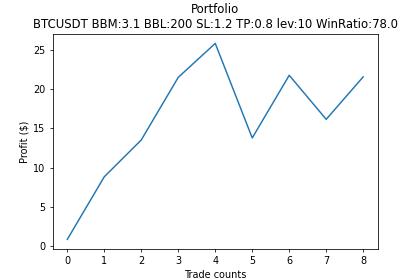 Portfolio
BTCUSDT BBM:3.1 BBL:200 SL:1.2 TP:0.8 lev:10 WinRatio:78.0
25
20
15
10
5
0
Profit ($)
0 1 2 3 4 5 6 7 8
Trade counts